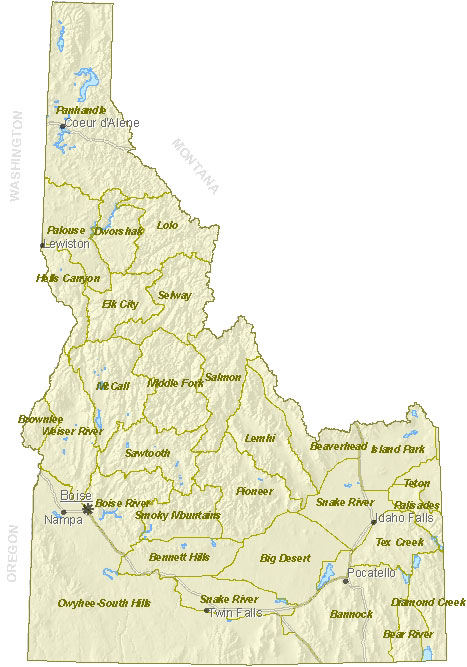 Panhandle
Coeur d'Alene
WASHINGTON
MONTANA
Palouse
Dworshak
Lolo
Lewiston
Hells Canyon
Elk City
Selway
McCall
Middle Fork
Salmon
Brownlee
Weiser River
Lemhi
Beaverhead
Island Park
Sawtooth
Teton
Pioneer
Boise
Boise River
Snake River
Palisades
Nampa
Smoky Mountains
Idaho Falls
OREGON
Tex Creek
Bennett Hills
Big Desert
Pocatello
Owyhee-South Hills
Snake River
Twin Falls
Bannock
Diamond Creek
Bear River